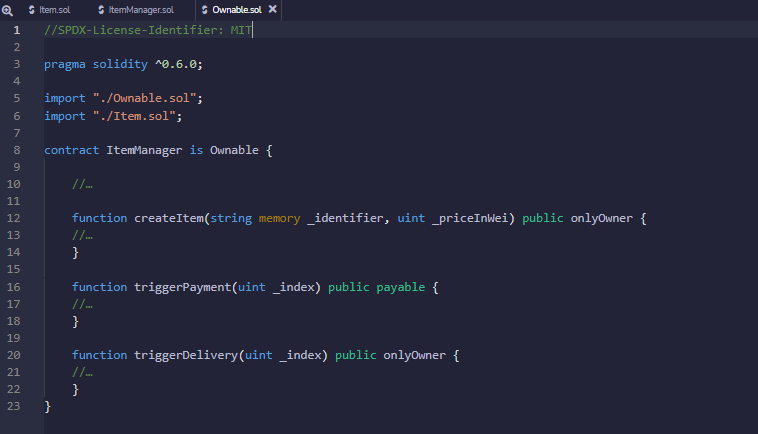 Item.sol ItemManager.sol Ownable.sol
1 //SPDX-License-Identifier: MIT
2
3 pragma solidity ^0.6.0;
4
5 import "./Ownable.sol";
6 import "./Item.sol";
7
8 contract ItemManager is Ownable {
9
10 //…
11
12 function createItem(string memory _identifier, uint _priceInWei) public onlyOwner {
13 //…
14 }
15
16 function triggerPayment(uint _index) public payable {
17 //…
18 }
19
20 function triggerDelivery(uint _index) public onlyOwner {
21 //…
22 }
23 }